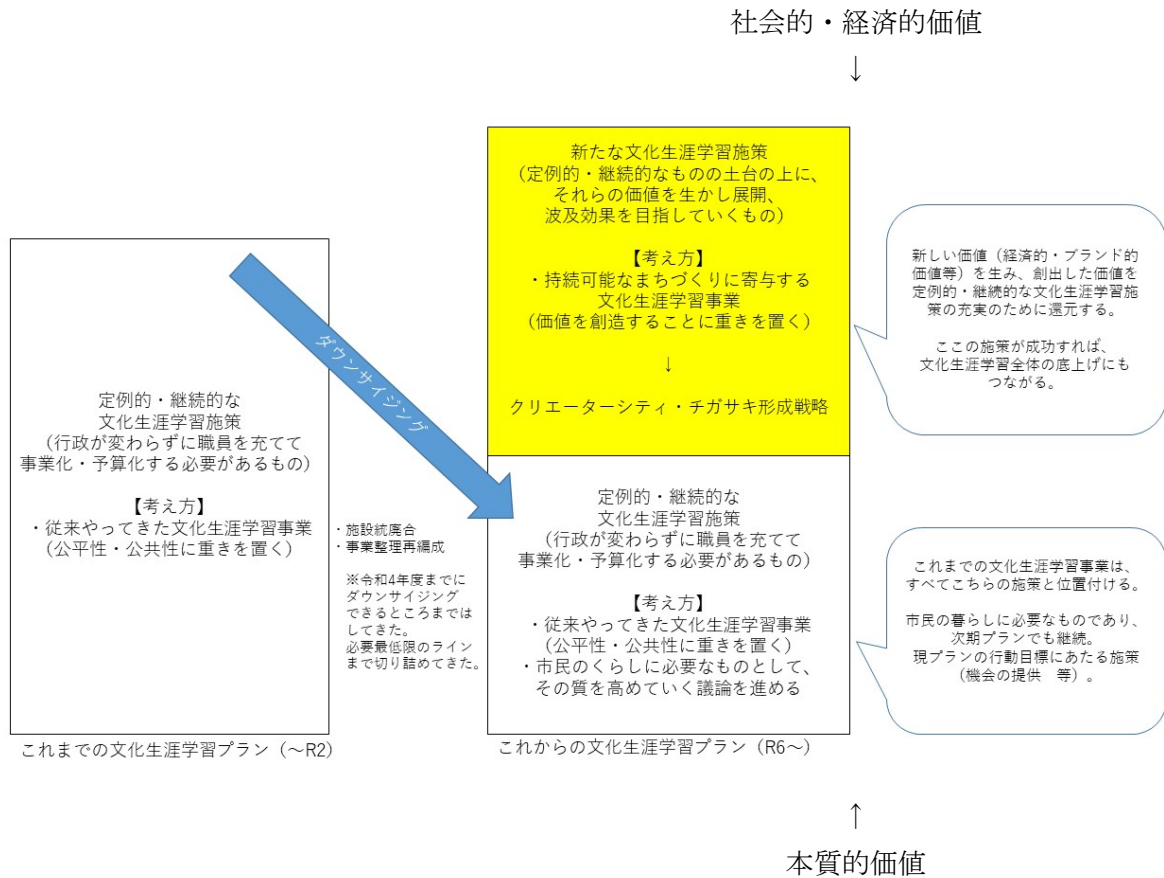 社会的・経済的価値
↓
新たな文化生涯学習施策
（定例的・継続的なものの土台の上に、
それらの価値を生かし展開、
波及効果を目指していくもの）
【考え方】
・持続可能なまちづくりに寄与する
文化生涯学習事業
（価値を創造することに重きを置く）
↓
クリエーターシティ・チガサキ形成戦略
新しい価値（経済的・ブランド的
価値等）を生み、創出した価値を
定例的・継続的な文化生涯学習施
策の充実のために還元する。
ここの施策が成功すれば、
文化生涯学習全体の底上げにも
つながる。
ダウンサイジング
定例的・継続的な
文化生涯学習施策
（行政が変わらずに職員を充てて
事業化・予算化する必要があるもの）
【考え方】
・従来やってきた文化生涯学習事業
（公平性・公共性に重きを置く）
・施設統廃合
・事業整理再編成
※令和4年度までに
ダウンサイジング
できるところまでは
してきた。
必要最低限のライン
まで切り詰めてきた。
定例的・継続的な
文化生涯学習施策
（行政が変わらずに職員を充てて
事業化・予算化する必要があるもの）
【考え方】
・従来やってきた文化生涯学習事業
（公平性・公共性に重きを置く）
・市民のくらしに必要なものとして、
その質を高めていく議論を進める
これまでの文化生涯学習事業は、
すべてこちらの施策と位置付ける。
市民の暮らしに必要なものであり、
次期プランでも継続。
現プランの行動目標にあたる施策
（機会の提供　等）。
これまでの文化生涯学習プラン（～R2）
これからの文化生涯学習プラン（R6～）
↑
本質的価値